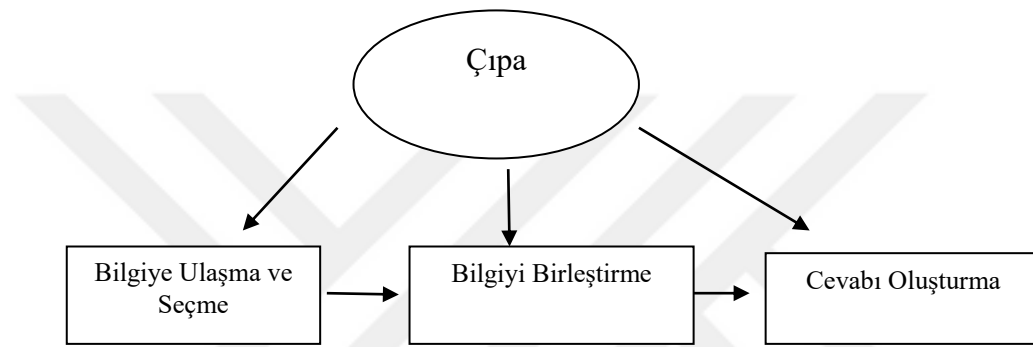 Çıpa
Bilgiye Ulaşma ve
Seçme
Bilgiyi Birleştirme
Cevabı Oluşturma